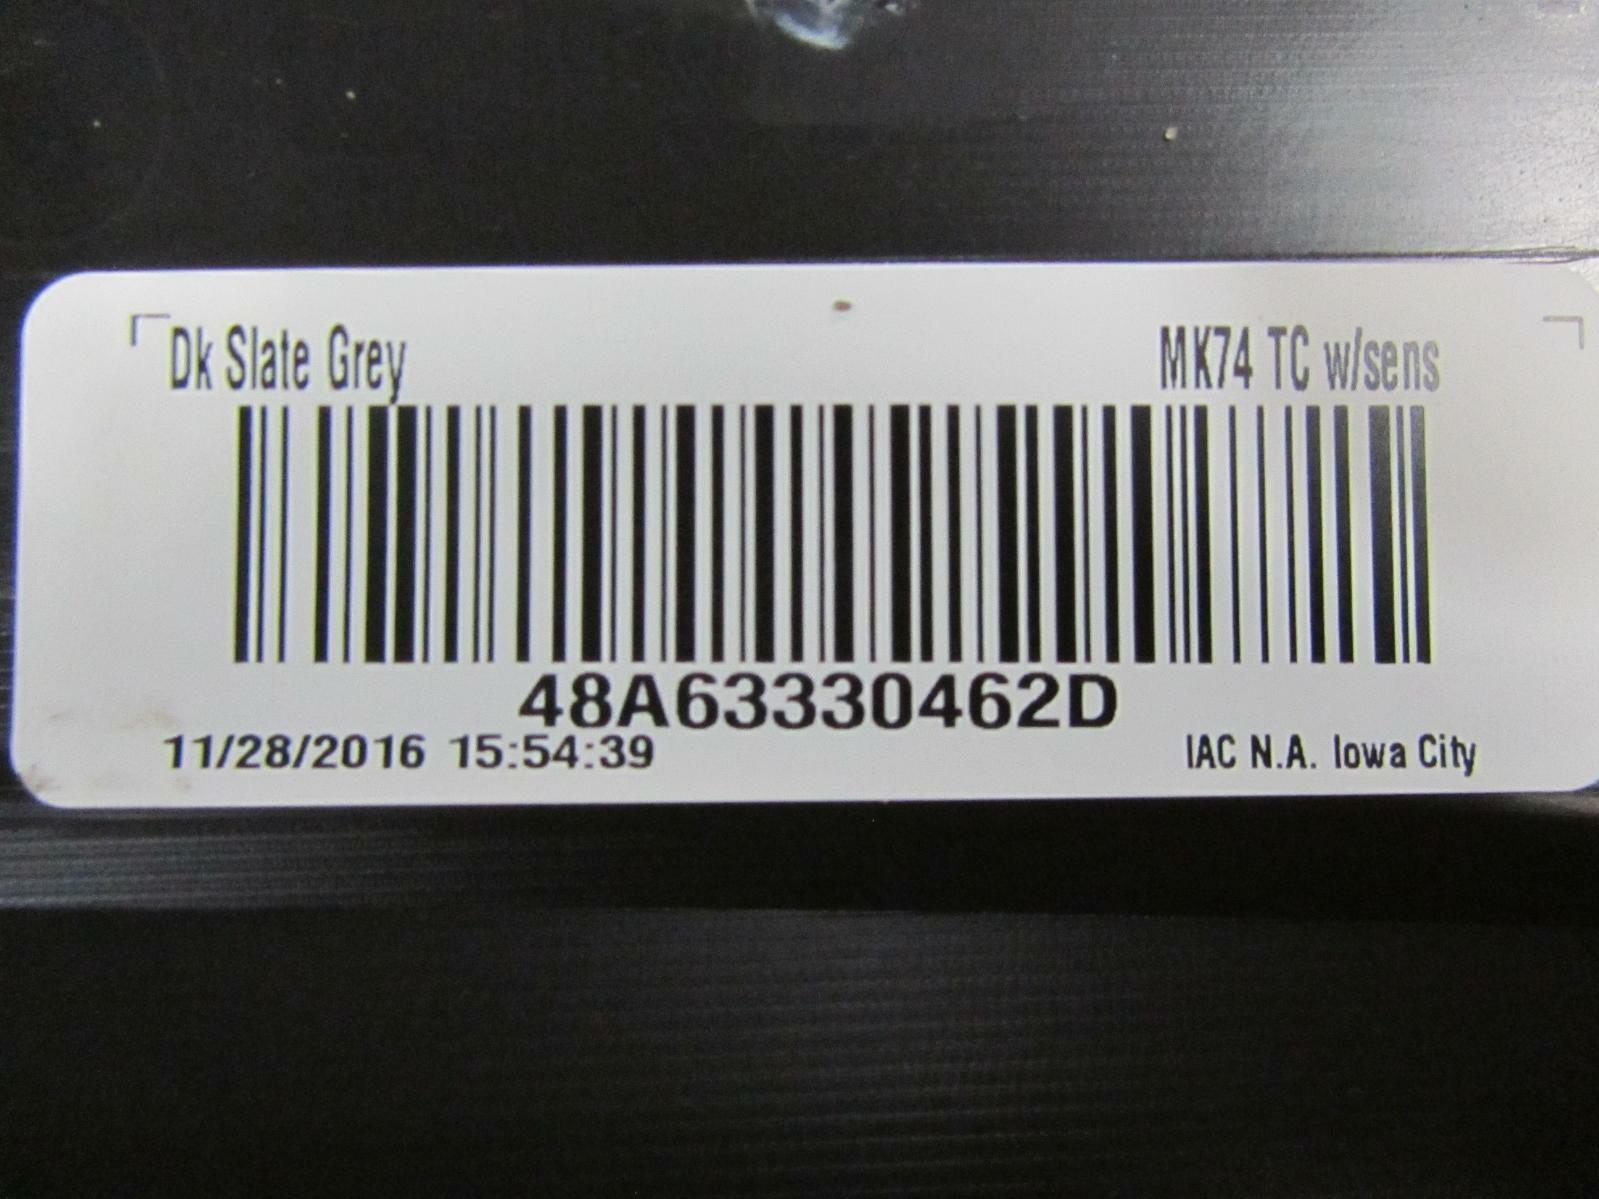 Dk Slate Grey MK74 TC w/sens
48A63330462D
11/28/2016 15:54:39 IAC N.A. Iowa City